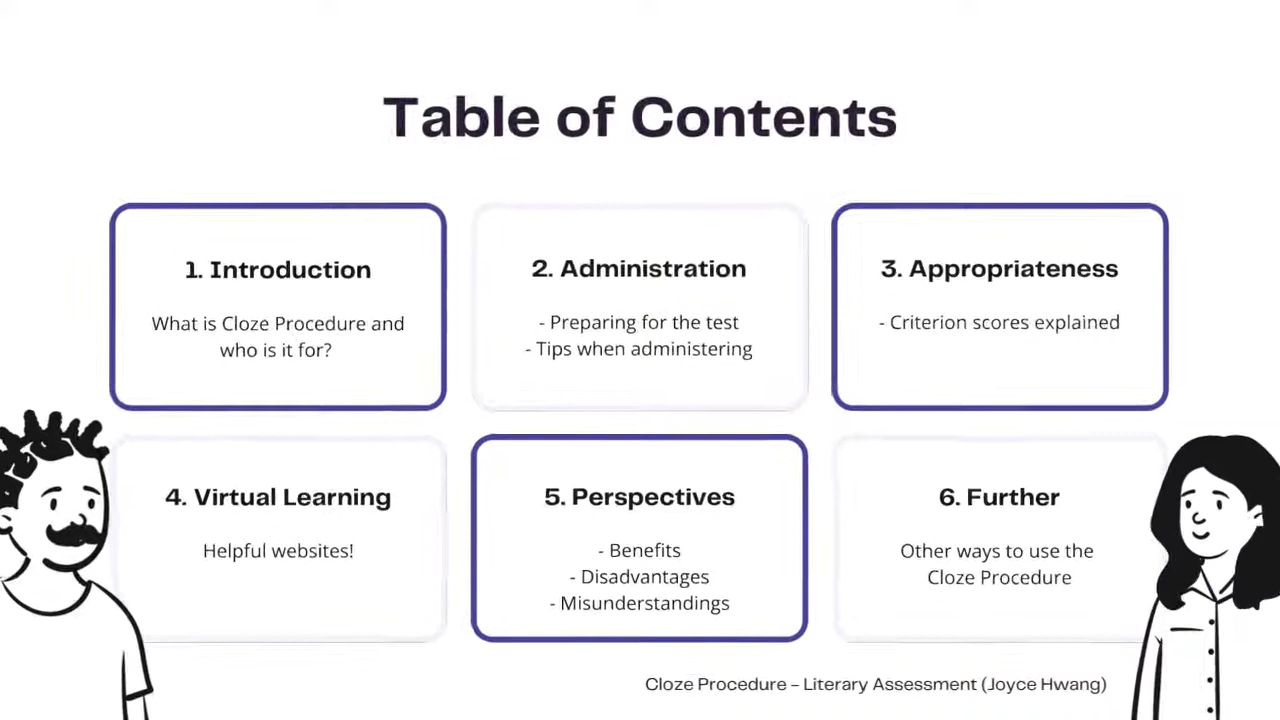 Table of Contents
1. Introduction
What is Cloze Procedure and
who is it for?
2. Administration
- Preparing for the test
- Tips when administering
3. Appropriateness
- Criterion scores explained
4. Virtual Learning
Helpful websites!
5. Perspectives
- Benefits
- Disadvantages
- Misunderstandings
6. Further
Other ways to use the
Cloze Procedure
Cloze Procedure – Literary Assessment (Joyce Hwang)